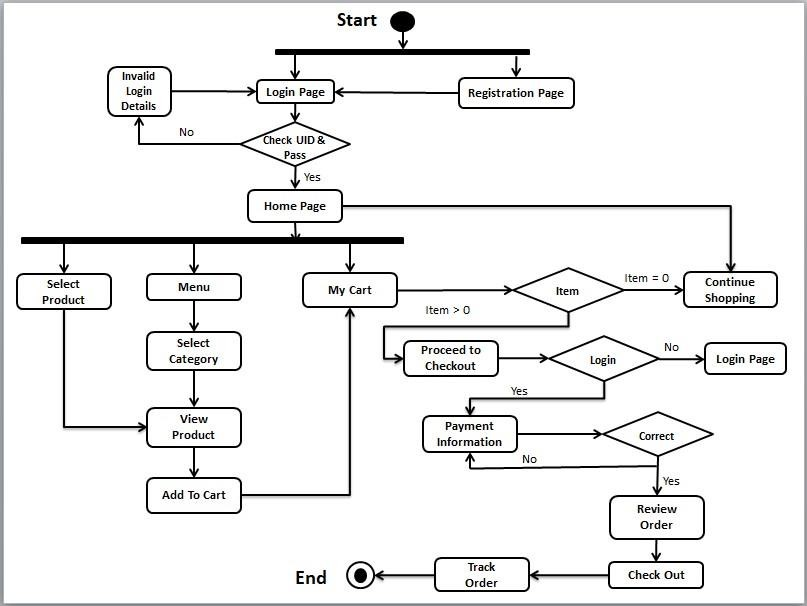 Start
Invalid
Login
Details
Login Page
Registration Page
No
Check UID &
Pass
Yes
Home Page
Select
Product
Menu
My Cart
Item
Item = 0
Continue
Shopping
Item > 0
Select
Category
Proceed to
Checkout
Login
No
Login Page
Yes
View
Product
Payment
Information
Correct
No
Yes
Add To Cart
Review
Order
End
Track
Order
Check Out